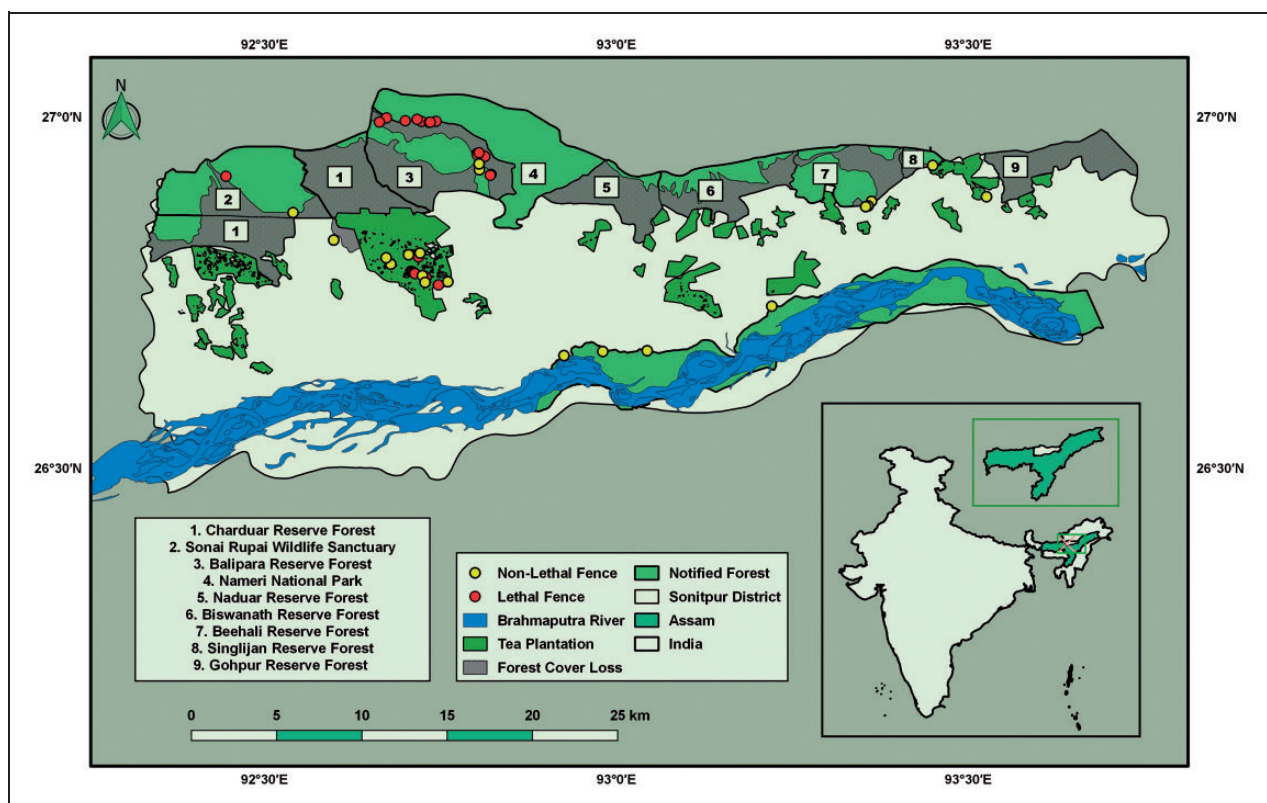 92°30′E
93°0′E
93°30′E
N
27°0′N
27°0′N
1
2
3
4
5
6
7
8
9
1
26°30′N
26°30′N
1. Charduar Reserve Forest
2. Sonai Rupai Wildlife Sanctuary
3. Balipara Reserve Forest
4. Nameri National Park
5. Naduar Reserve Forest
6. Biswanath Reserve Forest
7. Beehali Reserve Forest
8. Singlijan Reserve Forest
9. Gohpur Reserve Forest
Non-Lethal Fence
Lethal Fence
Brahmaputra River
Tea Plantation
Forest Cover Loss
Notified Forest
Sonitpur District
Assam
India
0 5 10 15 20 25 km
92°30′E
93°0′E
93°30′E